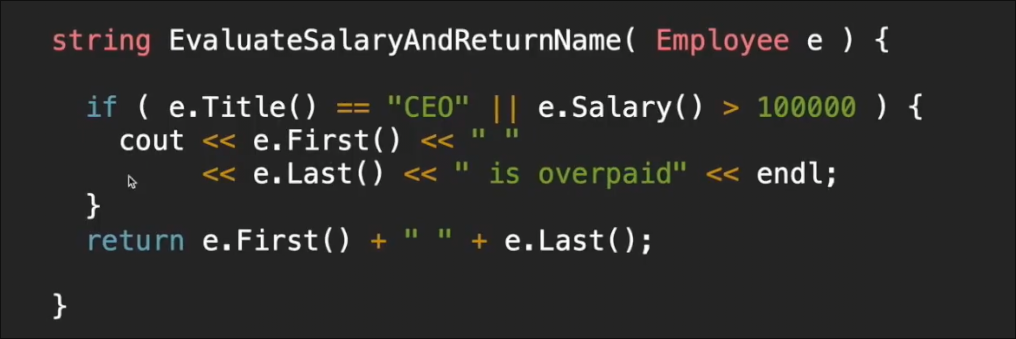 string EvaluateSalaryAndReturnName( Employee e ) {
if ( e.Title() == "CEO" || e.Salary() > 100000 ) {
cout << e.First() << " "
<< e.Last() << " is overpaid" << endl;
}
return e.First() + " " + e.Last();
}